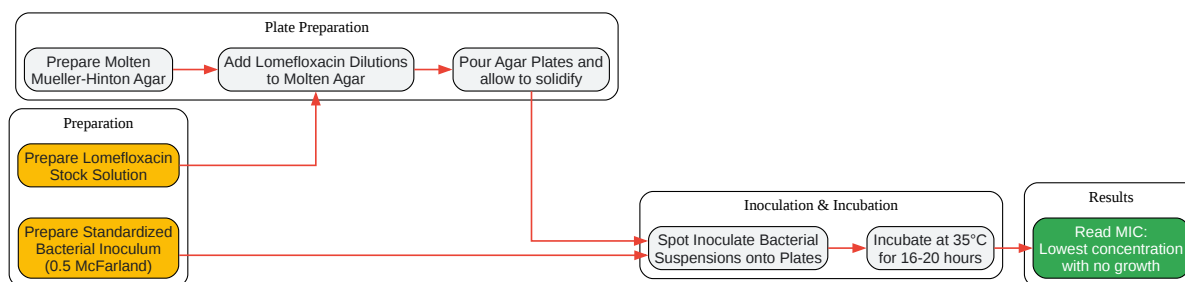 Plate Preparation
Prepare Molten
Mueller-Hinton Agar
Add Lomefloxacin Dilutions
to Molten Agar
Pour Agar Plates and
allow to solidify
Preparation
Prepare Lomefloxacin
Stock Solution
Prepare Standardized
Bacterial Inoculum
(0.5 McFarland)
Inoculation & Incubation
Spot Inoculate Bacterial
Suspensions onto Plates
Incubate at 35°C
for 16-20 hours
Results
Read MIC:
Lowest concentration
with no growth